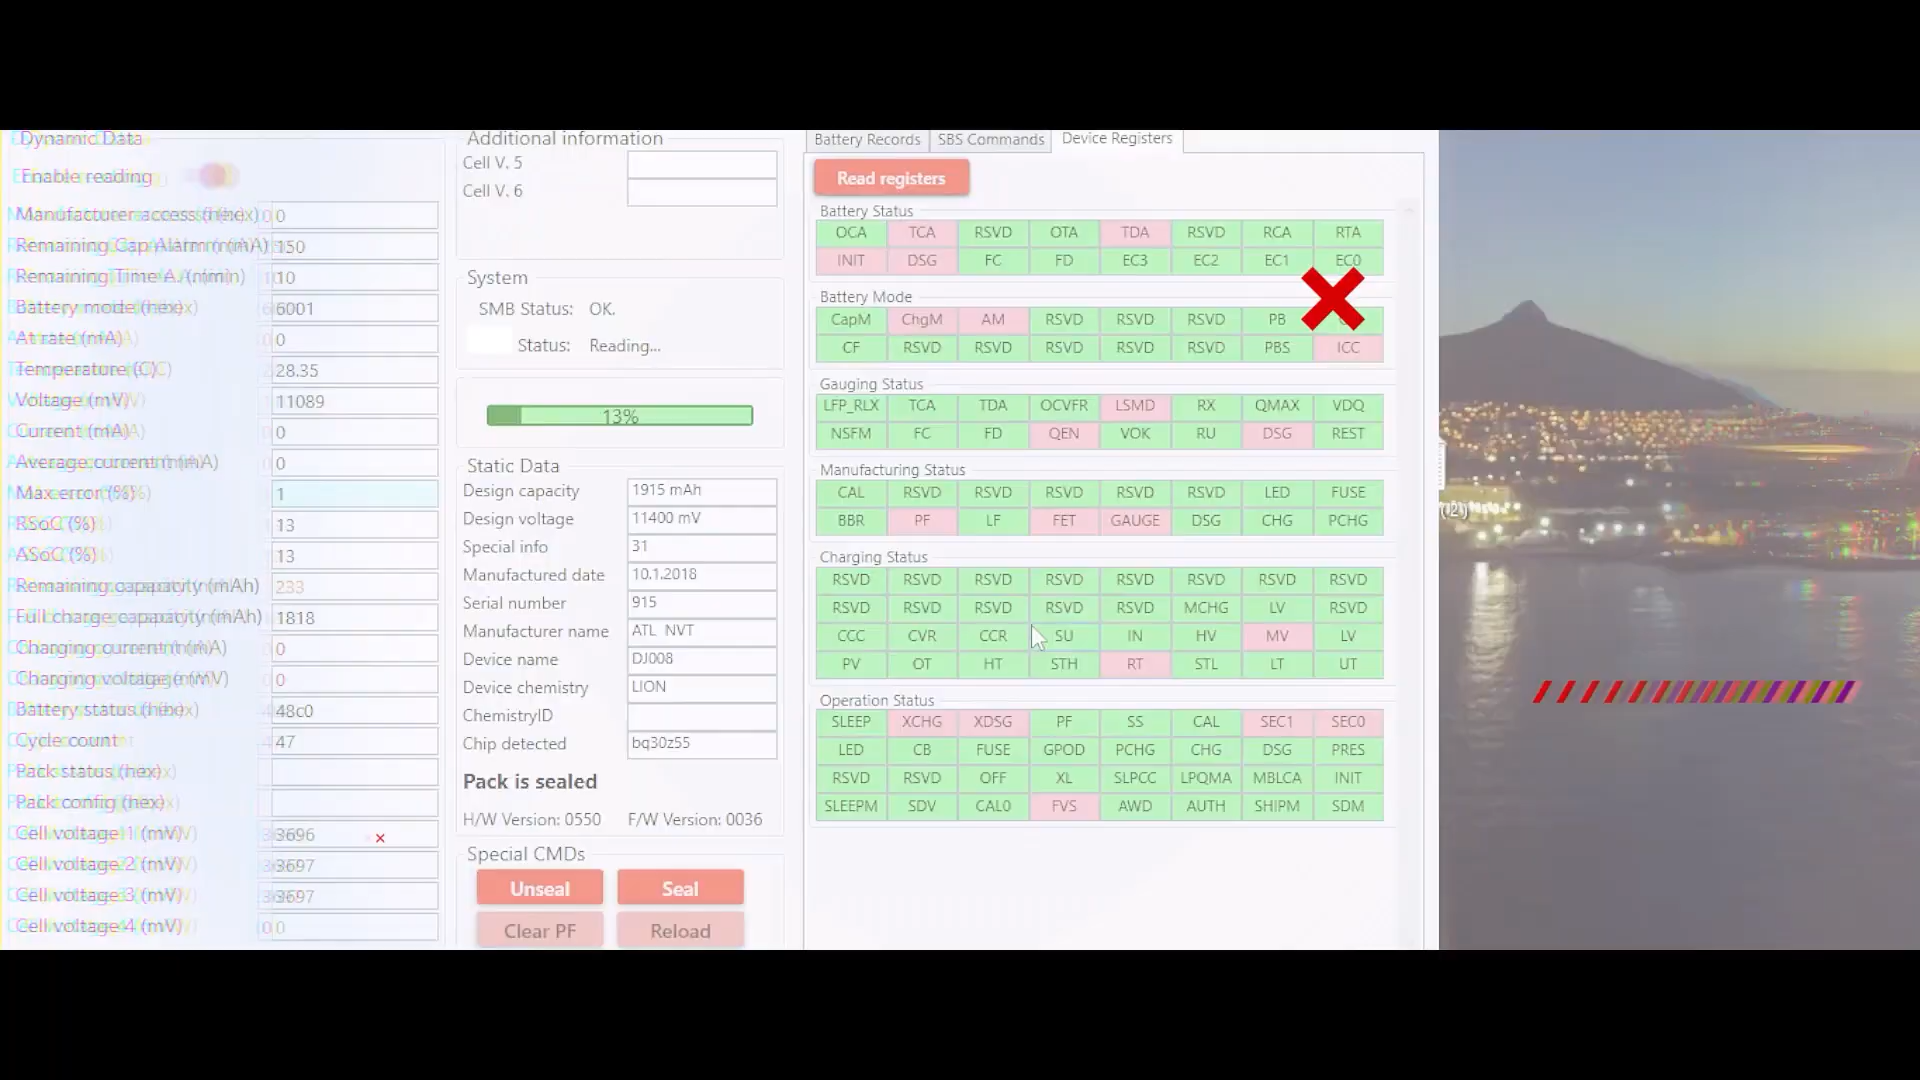 Dynamic Data
Enable reading
Manufacturer access (hex) 0
Remaining Cap Alarm (mA) 150
Remaining Time A. (min) 10
Battery mode (hex) 6001
At rate (mA) 0
Temperature (C) 28.35
Voltage (mV) 11089
Current (mA) 0
Average current (mA) 0
Max error (%) 1
RSoC (%) 13
ASoC (%) 13
Remaining capacity (mAh) 233
Full charge capacity (mAh) 1818
Charging current (mA) 0
Charging voltage (mV) 0
Battery status (hex) 48c0
Cycle count 47
Pack status (hex)
Pack config (hex)
Cell voltage 1 (mV) 3696
Cell voltage 2 (mV) 3697
Cell voltage 3 (mV) 3697
Cell voltage 4 (mV) 0
Additional information
Cell V. 5
Cell V. 6
System
SMB Status: OK.
Status: Reading...
13%
Static Data
Design capacity 1915 mAh
Design voltage 11400 mV
Special info 31
Manufactured date 10.1.2018
Serial number 915
Manufacturer name ATL NVT
Device name DJ008
Device chemistry LION
ChemistryID
Chip detected bq30z55
Pack is sealed
H/W Version: 0550 F/W Version: 0036
Special CMDs
Unseal Seal
Clear PF Reload
Battery Records SBS Commands Device Registers
Read registers
Battery Status
OCA TCA RSVD OTA TDA RSVD RCA RTA
INIT DSG FC FD EC3 EC2 EC1 EC0
Battery Mode
CapM ChgM AM RSVD RSVD RSVD PB
CF RSVD RSVD RSVD RSVD RSVD PBS ICC
Gauging Status
LFP_RLX TCA TDA OCVFR LSMD RX QMAX VDQ
NSFM FC FD QEN VOK RU DSG REST
Manufacturing Status
CAL RSVD RSVD RSVD RSVD RSVD LED FUSE
BBR PF LF FET GAUGE DSG CHG PCHG
Charging Status
RSVD RSVD RSVD RSVD RSVD RSVD RSVD RSVD
RSVD RSVD RSVD RSVD RSVD MCHG LV RSVD
CCC CVR CCR SU IN HV MV LV
PV OT HT STH RT STL LT UT
Operation Status
SLEEP XCHG XDSG PF SS CAL SEC1 SEC0
LED CB FUSE GPOD PCHG CHG DSG PRES
RSVD RSVD OFF XL SLPCC LPQMA MBLCA INIT
SLEEPM SDV CAL0 FVS AWD AUTH SHIPM SDM